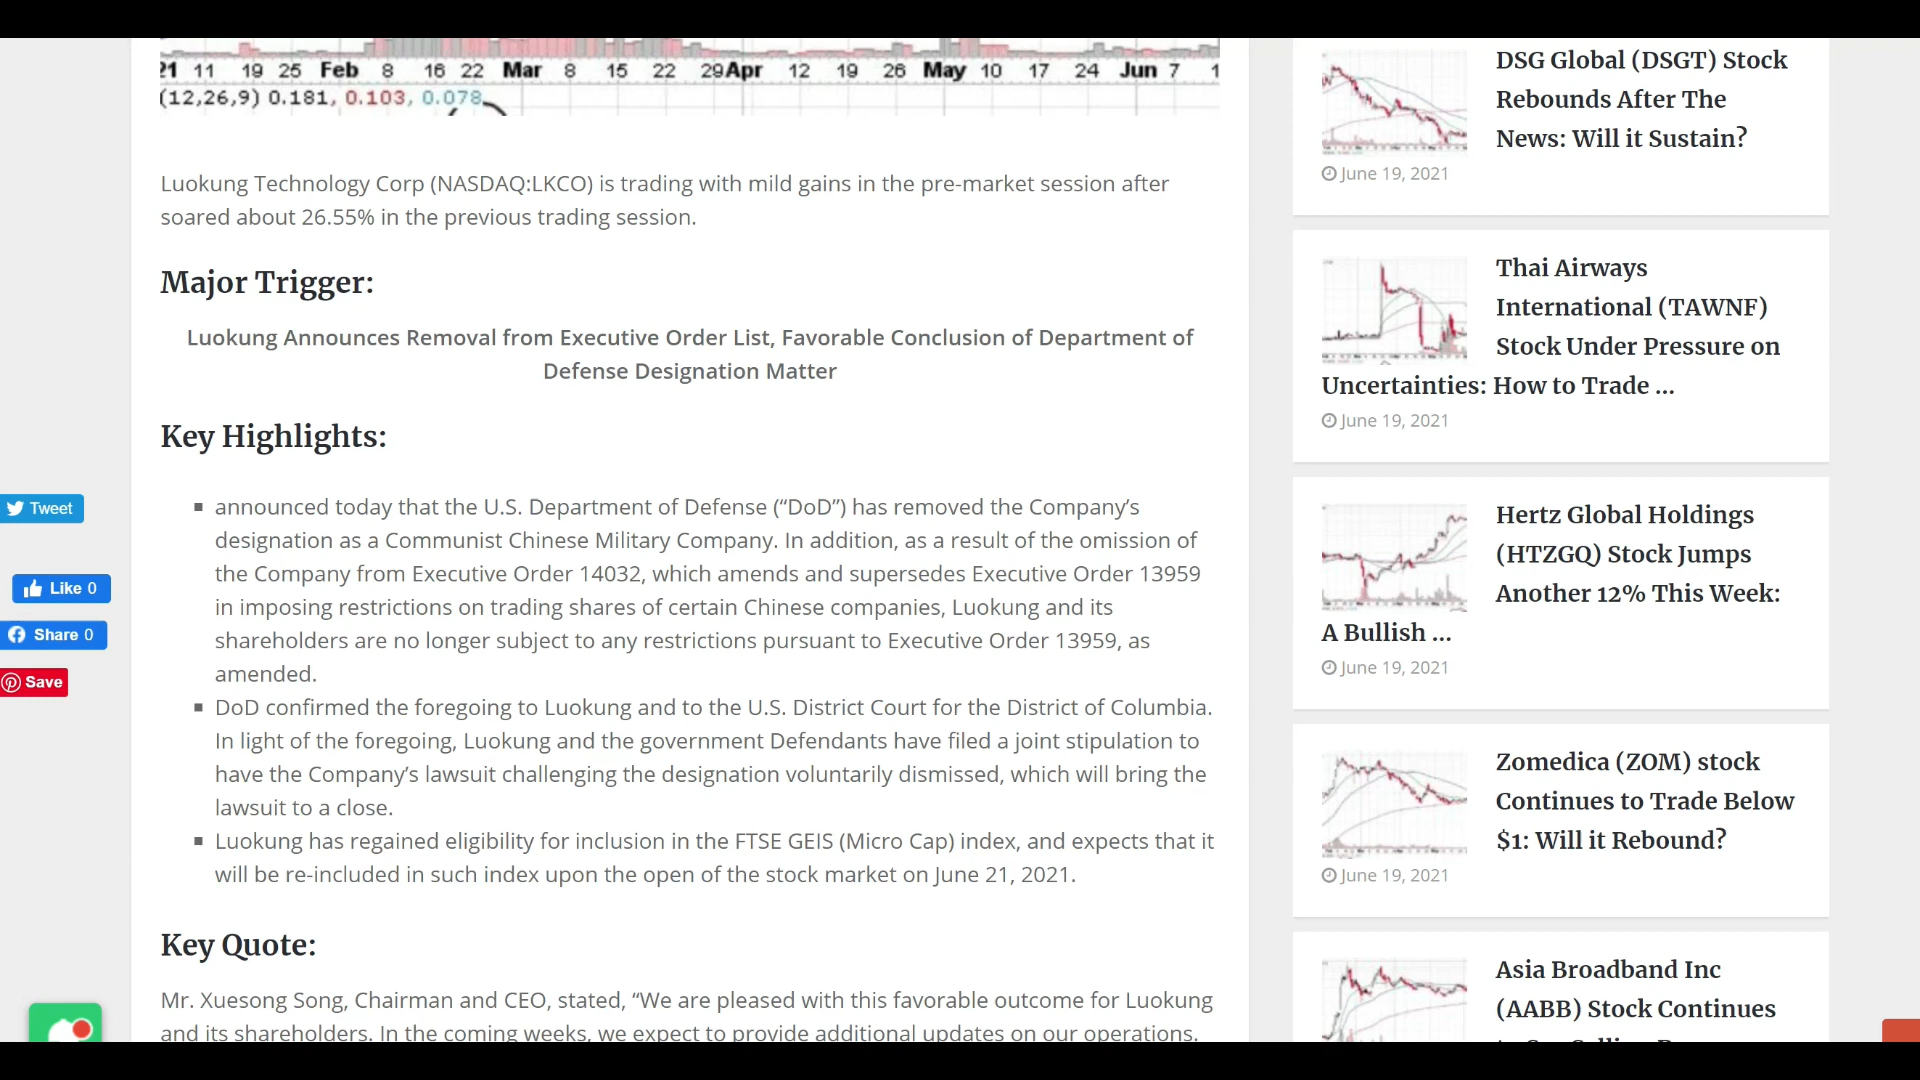 21 11 19 25 Feb 8 16 22 Mar 8 15 22 29 Apr 12 19 26 May 10 17 24 Jun 7 1
(12,26,9) 0.181, 0.103, 0.078
Luokung Technology Corp (NASDAQ:LKCO) is trading with mild gains in the pre-market session after
soared about 26.55% in the previous trading session.
Major Trigger:
Luokung Announces Removal from Executive Order List, Favorable Conclusion of Department of
Defense Designation Matter
Key Highlights:
announced today that the U.S. Department of Defense (“DoD”) has removed the Company’s
designation as a Communist Chinese Military Company. In addition, as a result of the omission of
the Company from Executive Order 14032, which amends and supersedes Executive Order 13959
in imposing restrictions on trading shares of certain Chinese companies, Luokung and its
shareholders are no longer subject to any restrictions pursuant to Executive Order 13959, as
amended.
DoD confirmed the foregoing to Luokung and to the U.S. District Court for the District of Columbia.
In light of the foregoing, Luokung and the government Defendants have filed a joint stipulation to
have the Company’s lawsuit challenging the designation voluntarily dismissed, which will bring the
lawsuit to a close.
Luokung has regained eligibility for inclusion in the FTSE GEIS (Micro Cap) index, and expects that it
will be re-included in such index upon the open of the stock market on June 21, 2021.
Key Quote:
Mr. Xuesong Song, Chairman and CEO, stated, “We are pleased with this favorable outcome for Luokung
and its shareholders. In the coming weeks, we expect to provide additional updates on our operations.
Tweet
Like 0
Share 0
Save
DSG Global (DSGT) Stock
Rebounds After The
News: Will it Sustain?
June 19, 2021
Thai Airways
International (TAWNF)
Stock Under Pressure on
Uncertainties: How to Trade ...
June 19, 2021
Hertz Global Holdings
(HTZGQ) Stock Jumps
Another 12% This Week:
A Bullish ...
June 19, 2021
Zomedica (ZOM) stock
Continues to Trade Below
$1: Will it Rebound?
June 19, 2021
Asia Broadband Inc
(AABB) Stock Continues